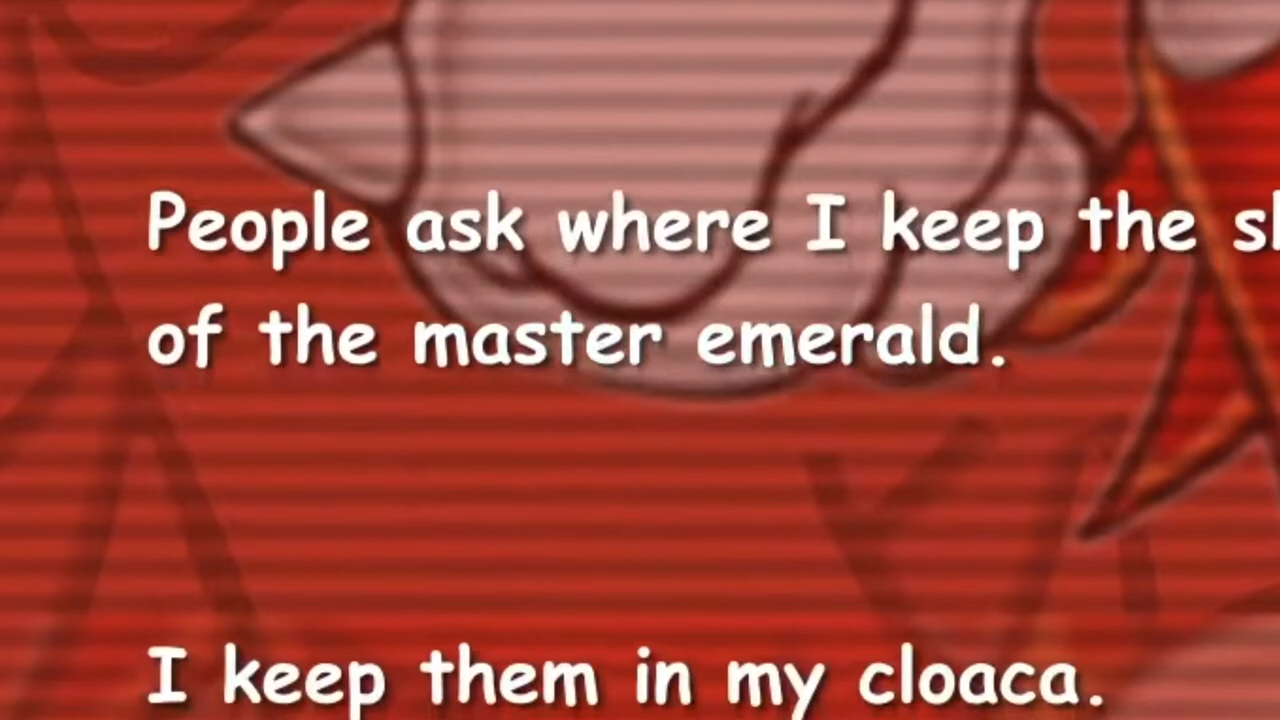 People ask where I keep the
of the master emerald.
I keep them in my cloaca.